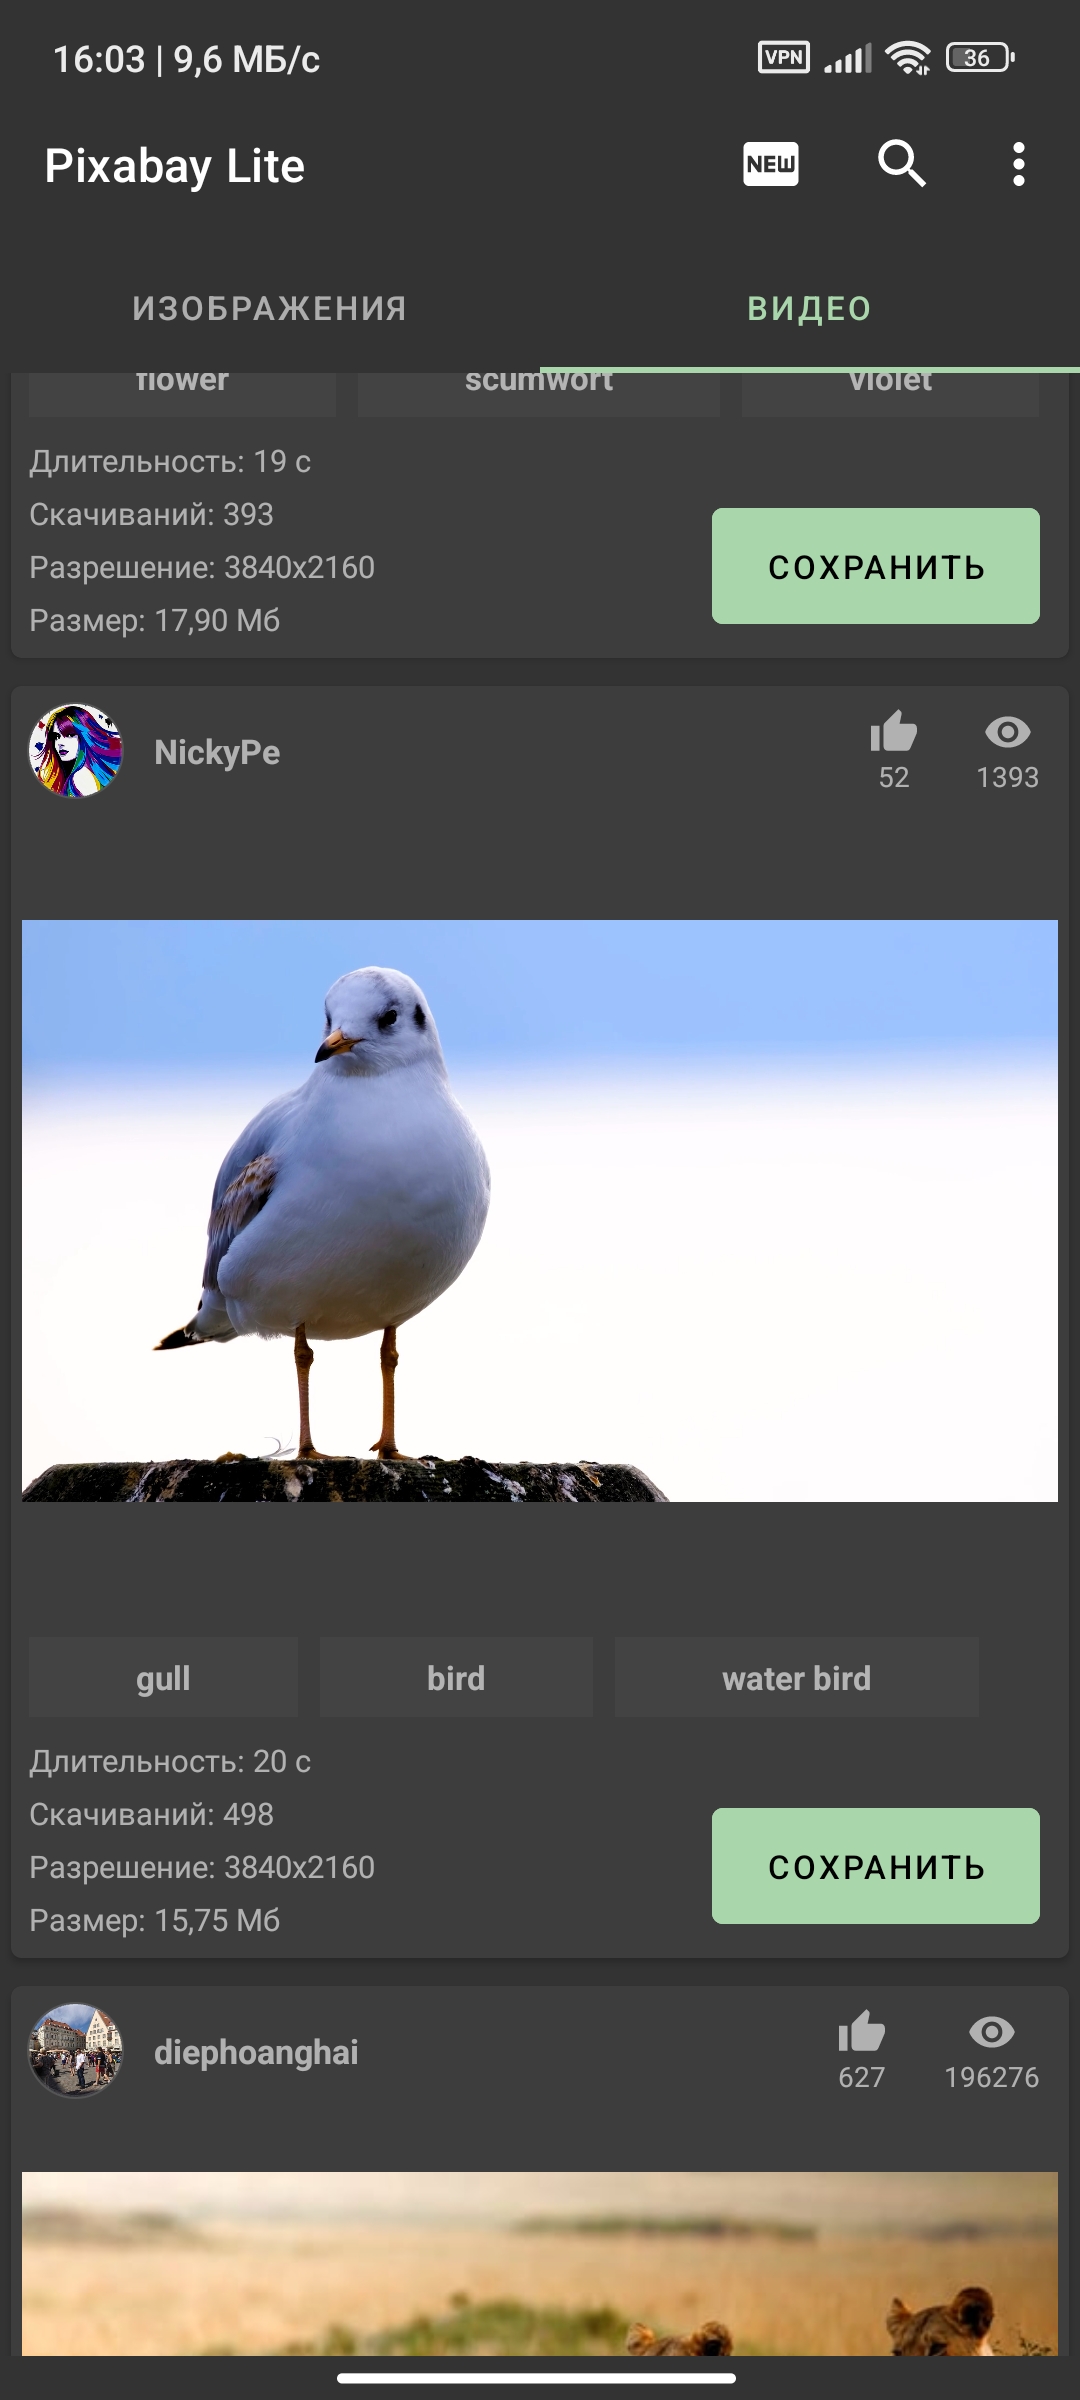 16:03 | 9,6 МБ/с VPN 36
Pixabay Lite NEW
ИЗОБРАЖЕНИЯ ВИДЕО
flower scumwort violet
Длительность: 19 с
Скачиваний: 393
Разрешение: 3840x2160
Размер: 17,90 Мб
СОХРАНИТЬ
NickyPe
52 1393
gull bird water bird
Длительность: 20 с
Скачиваний: 498
Разрешение: 3840x2160
Размер: 15,75 Мб
СОХРАНИТЬ
diephoanghai
627 196276